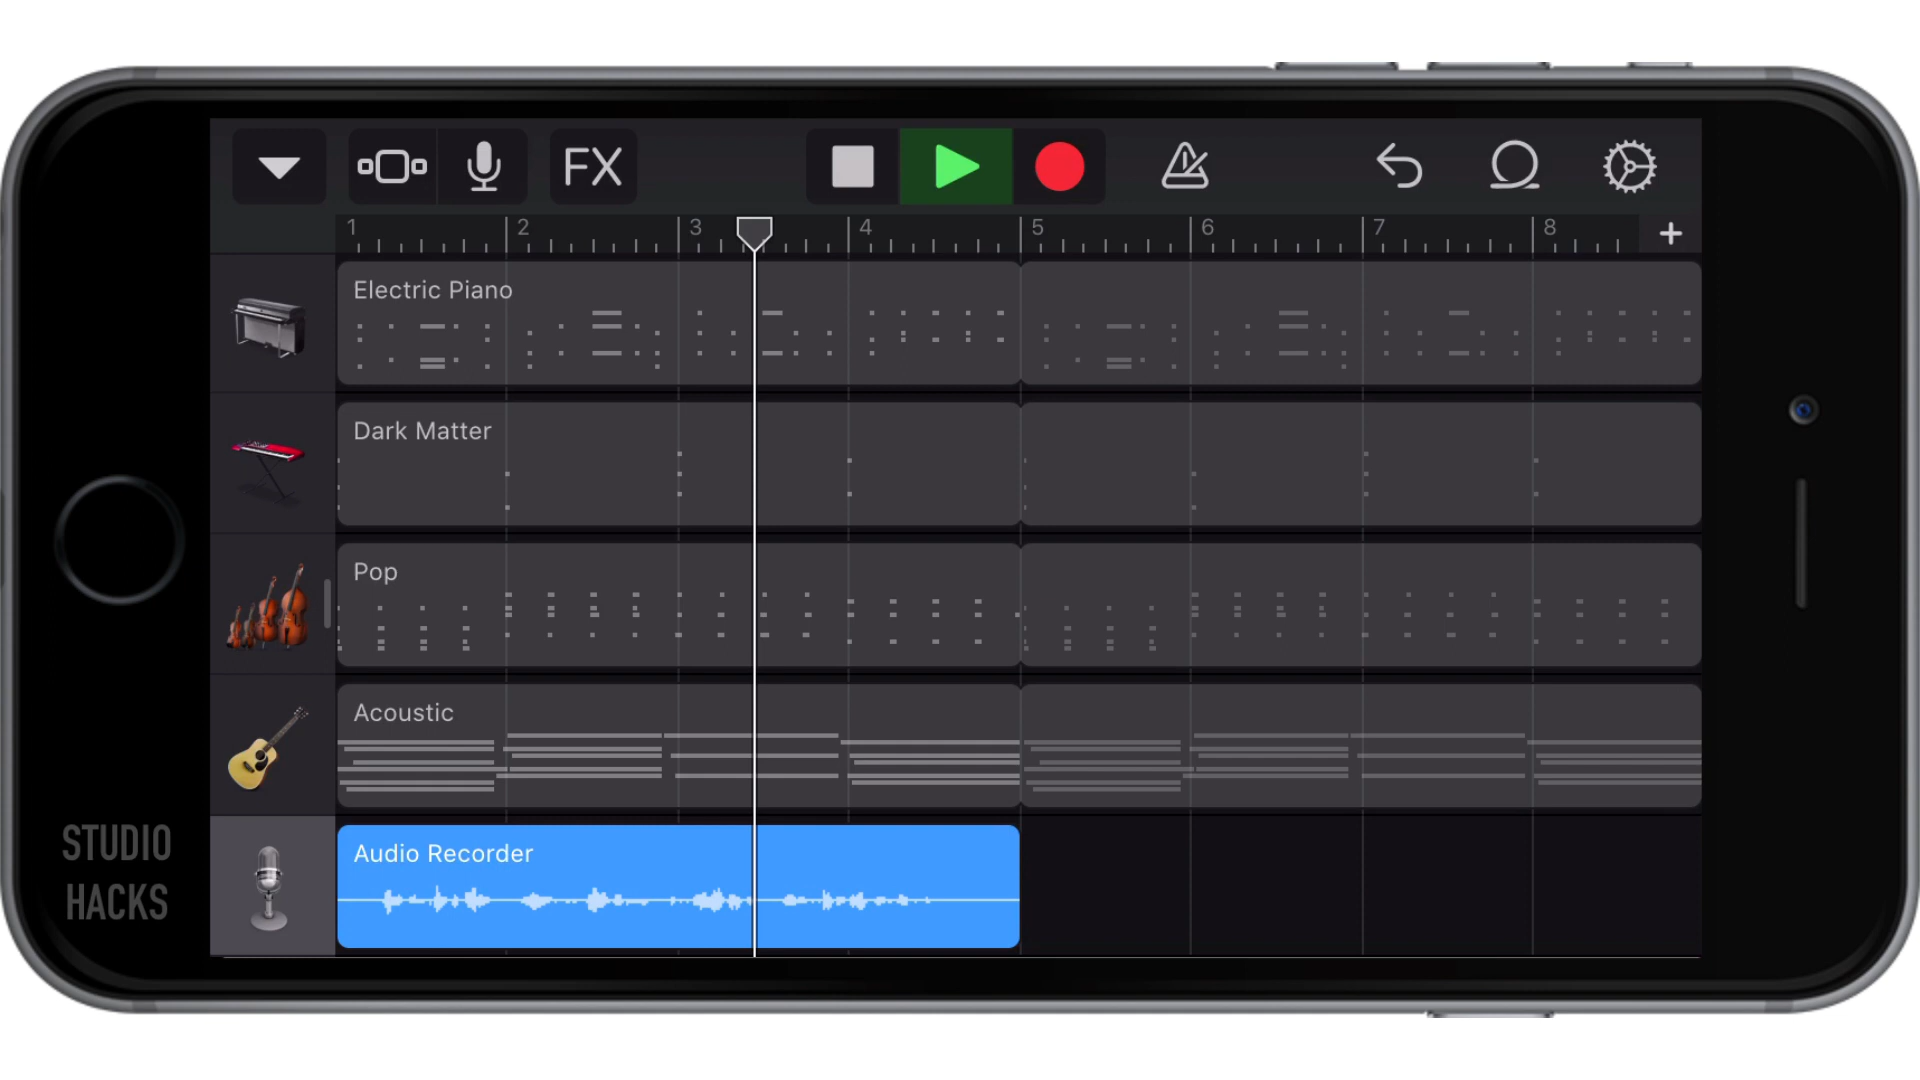 FX
1 2 3 4 5 6 7 8 +
Electric Piano
Dark Matter
Pop
Acoustic
Audio Recorder
STUDIO
HACKS